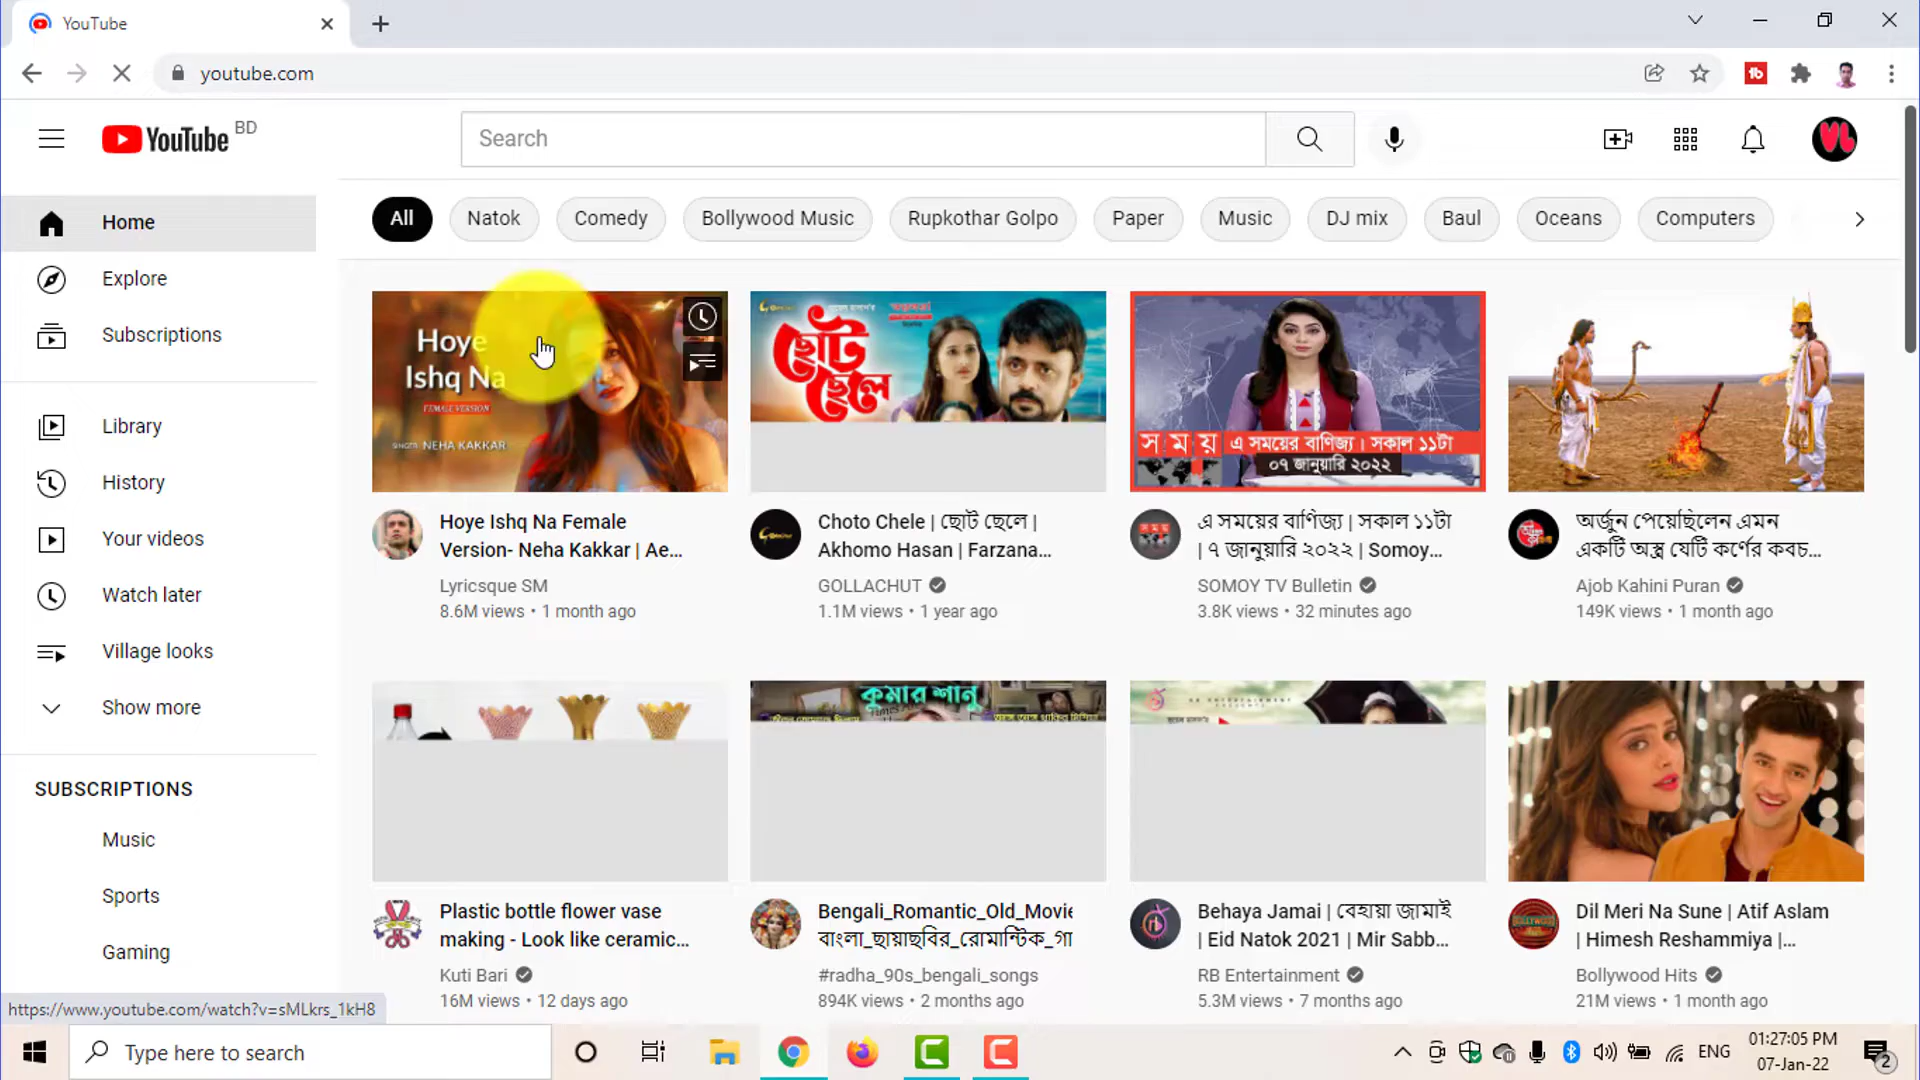 YouTube
youtube.com
YouTube BD
Search
Home
Explore
Subscriptions
Library
History
Your videos
Watch later
Village looks
Show more
SUBSCRIPTIONS
Music
Sports
Gaming
All
Natok
Comedy
Bollywood Music
Rupkothar Golpo
Paper
Music
DJ mix
Baul
Oceans
Computers
Hoye
Ishq Na
FEMALE VERSION
SINGER NEHA KAKKAR
ছোট
ছেলে
সময়
এ সময়ের বাণিজ্য । সকাল ১১টা
০৭ জানুয়ারি ২০২২
Hoye Ishq Na Female
Version- Neha Kakkar | Ae...
Lyricsque SM
8.6M views • 1 month ago
Choto Chele | ছোট ছেলে |
Akhomo Hasan | Farzana...
GOLLACHUT
1.1M views • 1 year ago
এ সময়ের বাণিজ্য | সকাল ১১টা
| ৭ জানুয়ারি ২০২২ | Somoy...
SOMOY TV Bulletin
3.8K views • 32 minutes ago
অর্জুন পেয়েছিলেন এমন
একটি অস্ত্র যেটি কর্ণের কবচ...
Ajob Kahini Puran
149K views • 1 month ago
কুমার শানু
Plastic bottle flower vase
making - Look like ceramic...
Kuti Bari
16M views • 12 days ago
Bengali_Romantic_Old_Movie
বাংলা_ছায়াছবির_রোমান্টিক_গা
#radha_90s_bengali_songs
894K views • 2 months ago
Behaya Jamai | বেহায়া জামাই
| Eid Natok 2021 | Mir Sabb...
RB Entertainment
5.3M views • 7 months ago
Dil Meri Na Sune | Atif Aslam
| Himesh Reshammiya |...
Bollywood Hits
21M views • 1 month ago
https://www.youtube.com/watch?v=sMLkrs_1kH8
Type here to search
ENG
01:27:05 PM
07-Jan-22
2